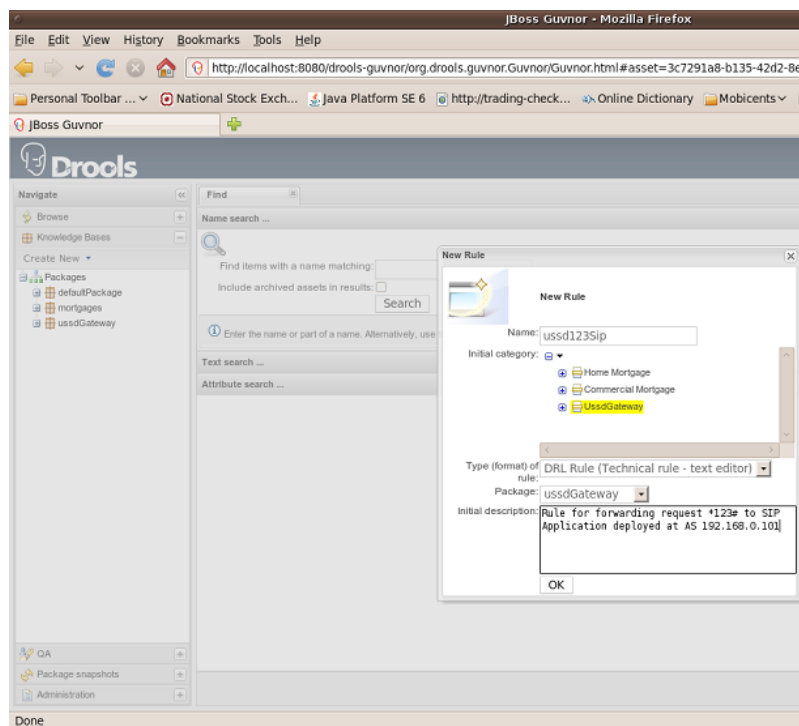 JBoss Guvnor - Mozilla Firefox
File Edit View History Bookmarks Tools Help
http://localhost:8080/drools-guvnor/org.drools.guvnor.Guvnor/Guvnor.html#asset=3c7291a8-b135-42d2-8e
Personal Toolbar ... National Stock Exch... Java Platform SE 6 http://trading-check... Online Dictionary Mobicents
JBoss Guvnor
Drools
Navigate
Browse
Knowledge Bases
Create New
Packages
defaultPackage
mortgages
ussdGateway
QA
Package snapshots
Administration
Find
Name search ...
Find items with a name matching:
Include archived assets in results:
Search
Enter the name or part of a name. Alternatively, use
Text search ...
Attribute search ...
New Rule
New Rule
Name: ussd123Sip
Initial category:
Home Mortgage
Commercial Mortgage
UssdGateway
Type (format) of rule: DRL Rule (Technical rule - text editor)
Package: ussdGateway
Initial description: Rule for forwarding request *123# to SIP
Application deployed at AS 192.168.0.101
OK
Done